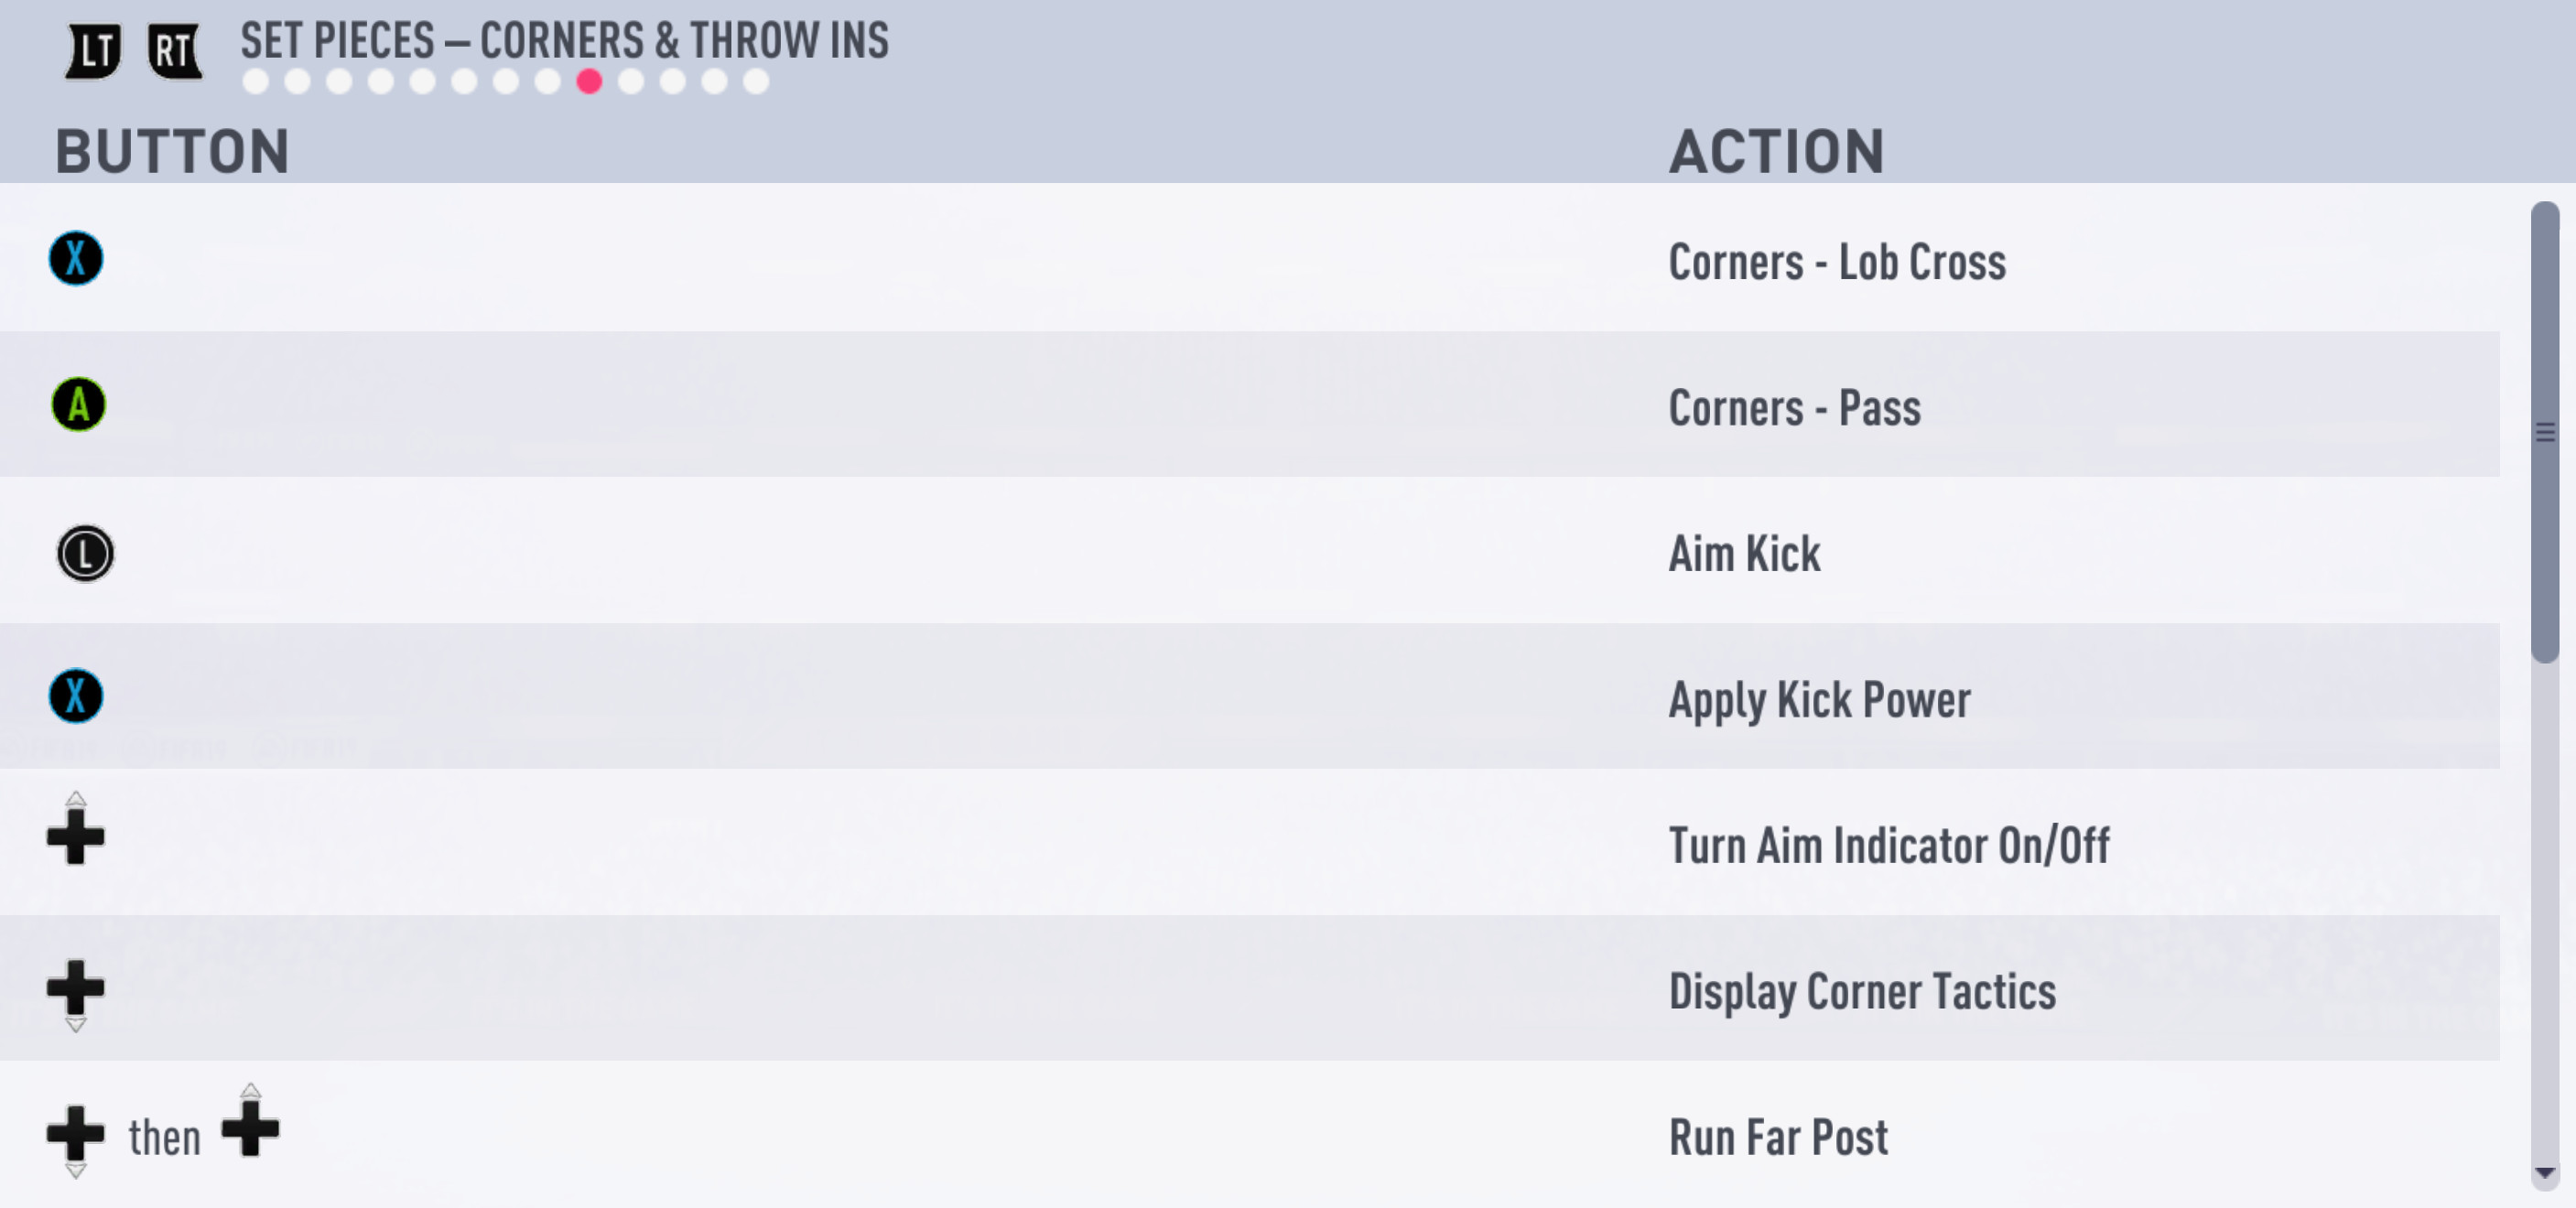 LT RT SET PIECES – CORNERS & THROW INS
BUTTON ACTION
X Corners - Lob Cross
A Corners - Pass
L Aim Kick
X Apply Kick Power
Turn Aim Indicator On/Off
Display Corner Tactics
then Run Far Post